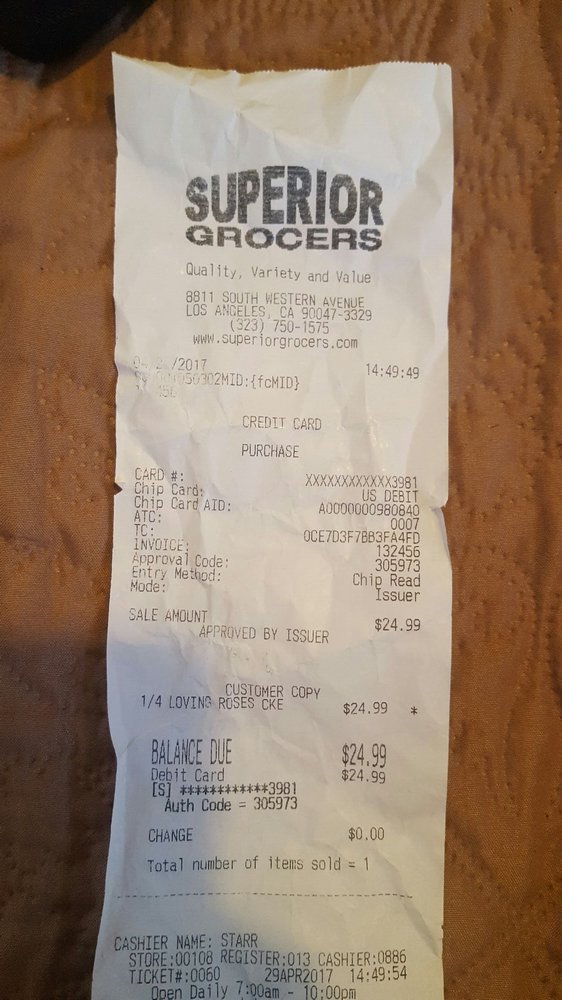 SUPERIOR
GROCERS
Quality, Variety and Value
8811 SOUTH WESTERN AVENUE
LOS ANGELES, CA 90047-3329
(323) 750-1575
www.superiorgrocers.com
/2017 14:49:49
MID:{fcMID}
CREDIT CARD
PURCHASE
CARD #: XXXXXXXXXXXX3981
Chip Card: US DEBIT
Chip Card AID: A0000000980840
ATC: 0007
TC: 0CE7D3F7BB3FA4FD
INVOICE: 132456
Approval Code: 305973
Entry Method: Chip Read
Mode: Issuer
SALE AMOUNT $24.99
APPROVED BY ISSUER
CUSTOMER COPY
1/4 LOVING ROSES CKE $24.99 *
BALANCE DUE $24.99
Debit Card $24.99
[S] ************3981
Auth Code = 305973
CHANGE $0.00
Total number of items sold = 1
CASHIER NAME: STARR
STORE:00108 REGISTER:013 CASHIER:0886
TICKET#:0060 29APR2017 14:49:54
Open Daily 7:00am - 10:00pm